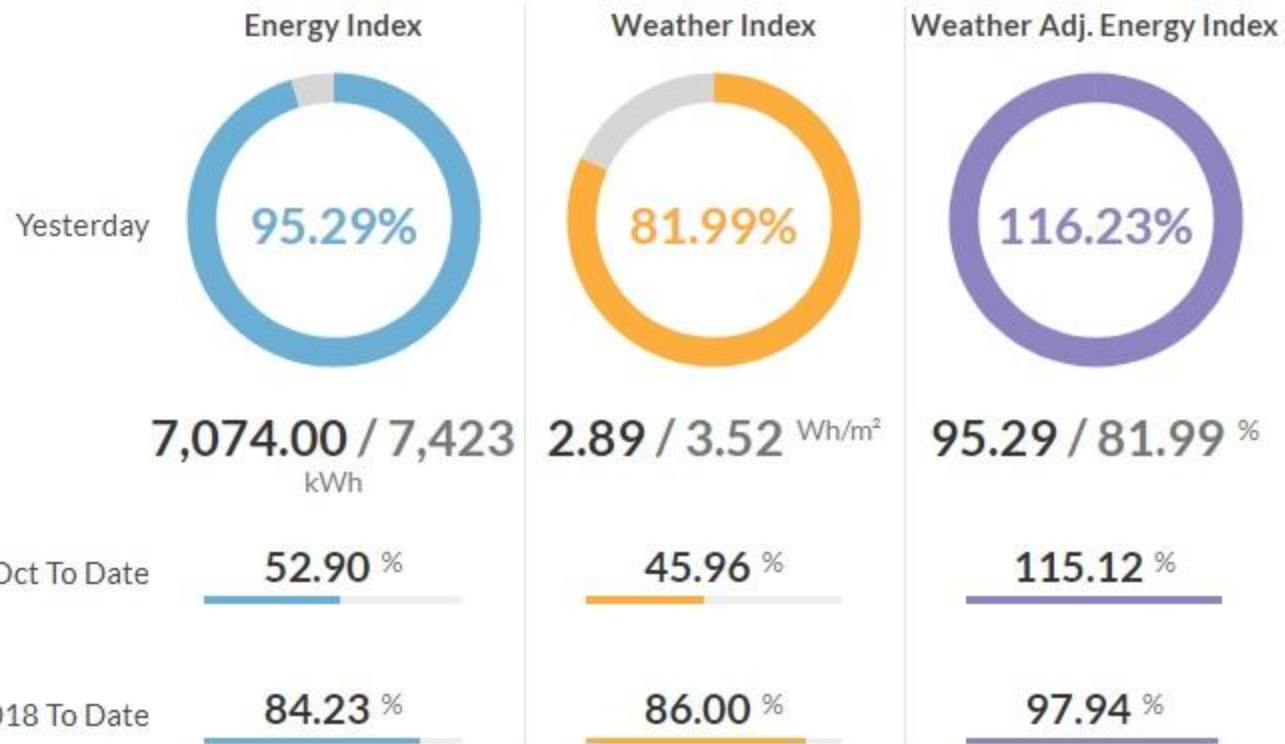 Energy Index
Weather Index
Weather Adj. Energy Index
Yesterday
95.29%
81.99%
116.23%
7,074.00 / 7,423
kWh
2.89 / 3.52 Wh/m²
95.29 / 81.99 %
To Date
52.90 %
45.96 %
115.12 %
18 To Date
84.23 %
86.00 %
97.94 %